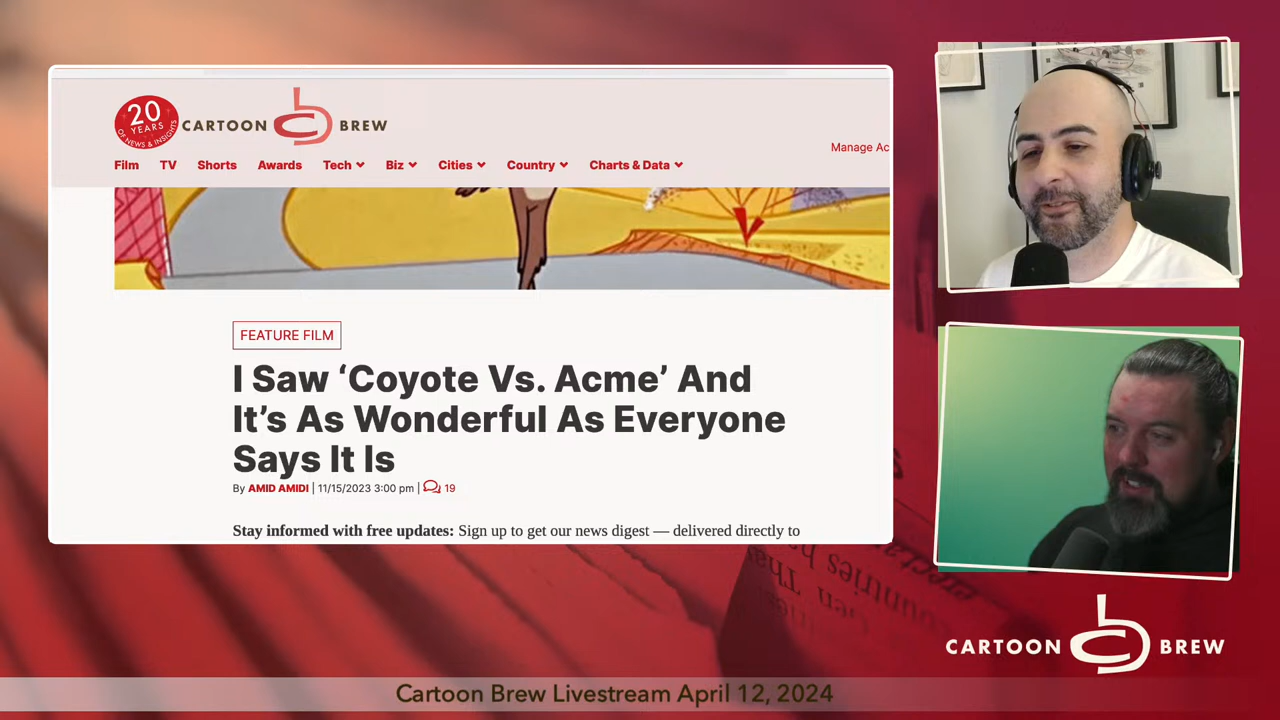 20
YEARS
OF NEWS & INSIGHTS
CARTOON BREW
Manage Ac
Film TV Shorts Awards Tech Biz Cities Country Charts & Data
FEATURE FILM
I Saw ‘Coyote Vs. Acme’ And
It’s As Wonderful As Everyone
Says It Is
By AMID AMIDI | 11/15/2023 3:00 pm | 19
Stay informed with free updates: Sign up to get our news digest — delivered directly to
CARTOON BREW
Cartoon Brew Livestream April 12, 2024